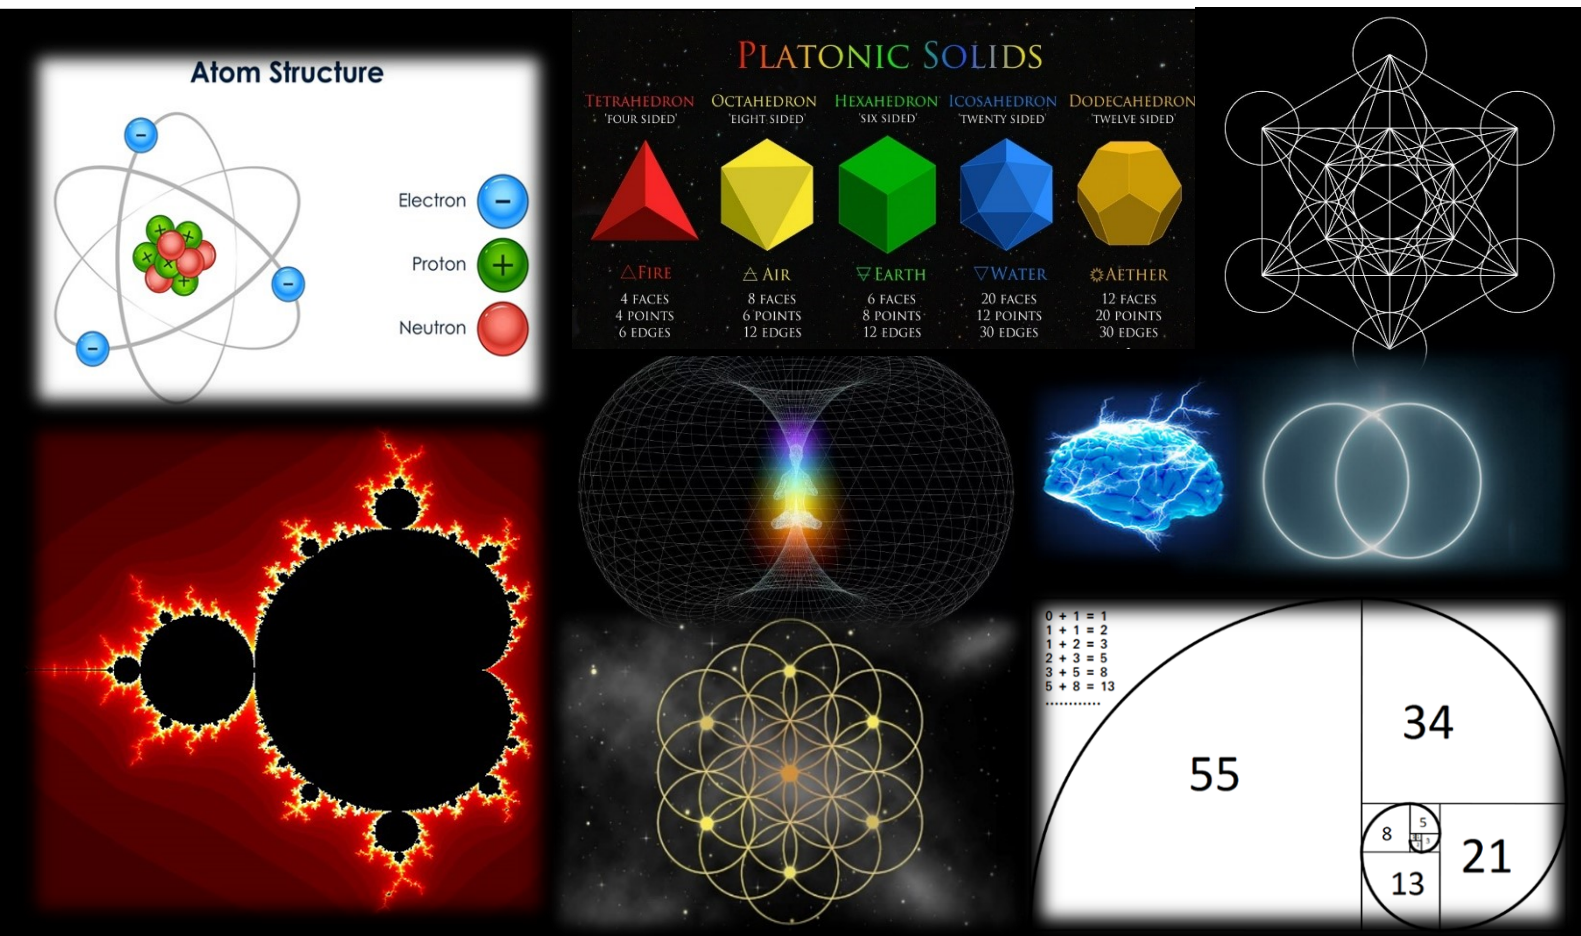 Atom Structure
Electron
−
Proton
+
Neutron
−
−
−
+
+
+
+
+
PLATONIC SOLIDS
TETRAHEDRON
'FOUR SIDED'
FIRE
4 FACES
4 POINTS
6 EDGES
OCTAHEDRON
'EIGHT SIDED'
AIR
8 FACES
6 POINTS
12 EDGES
HEXAHEDRON
'SIX SIDED'
EARTH
6 FACES
8 POINTS
12 EDGES
ICOSAHEDRON
'TWENTY SIDED'
WATER
20 FACES
12 POINTS
30 EDGES
DODECAHEDRON
'TWELVE SIDED'
AETHER
12 FACES
20 POINTS
30 EDGES
0 + 1 = 1
1 + 1 = 2
1 + 2 = 3
2 + 3 = 5
3 + 5 = 8
5 + 8 = 13
............
55
34
8
5
3
21
13